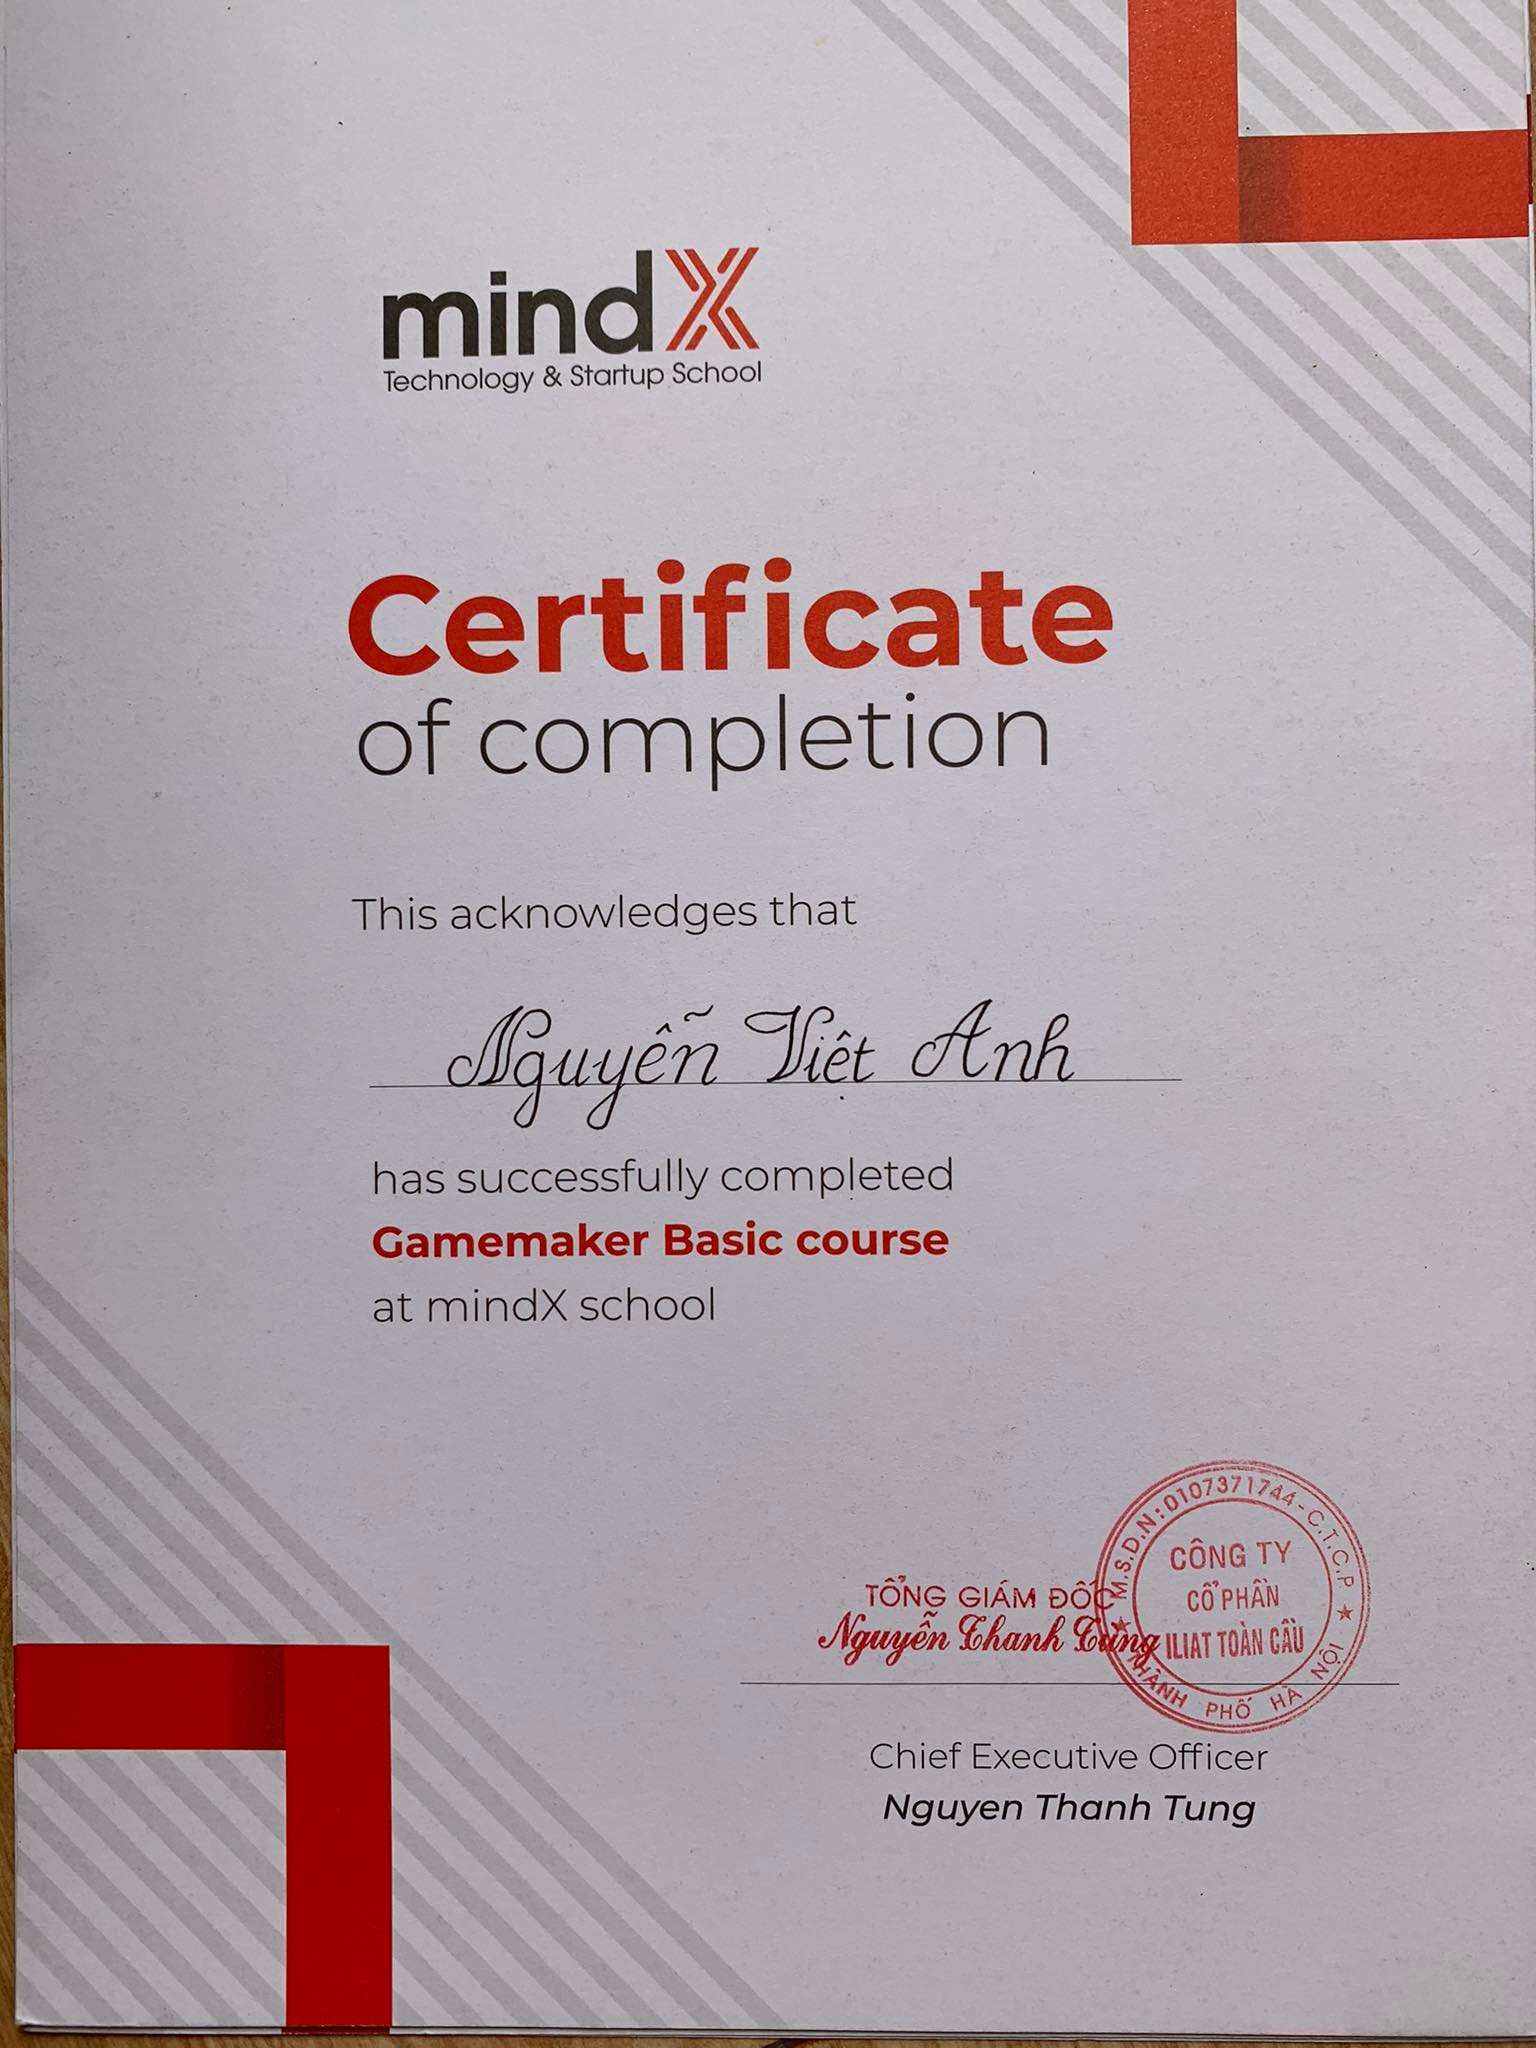 mindX
Technology & Startup School
Certificate
of completion
This acknowledges that
Nguyễn Việt Anh
has successfully completed
Gamemaker Basic course
at mindX school
M.S.D.N: 0107371744 - C.T.C.P
CÔNG TY
CỔ PHẦN
ILIAT TOÀN CẦU
THÀNH PHỐ HÀ NỘI
TỔNG GIÁM ĐỐC
Nguyễn Thanh Tùng
Chief Executive Officer
Nguyen Thanh Tung